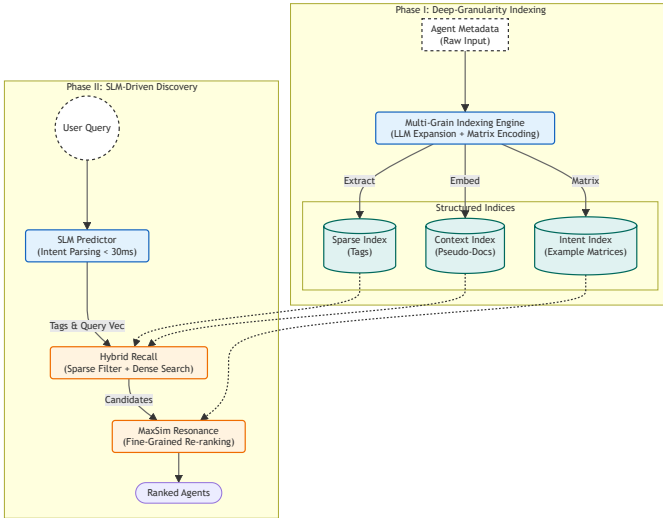 Phase I: Deep-Granularity Indexing
Agent Metadata
(Raw Input)
Multi-Grain Indexing Engine
(LLM Expansion + Matrix Encoding)
Extract
Embed
Matrix
Structured Indices
Sparse Index
(Tags)
Context Index
(Pseudo-Docs)
Intent Index
(Example Matrices)
Phase II: SLM-Driven Discovery
User Query
SLM Predictor
(Intent Parsing < 30ms)
Tags & Query Vec
Hybrid Recall
(Sparse Filter + Dense Search)
Candidates
MaxSim Resonance
(Fine-Grained Re-ranking)
Ranked Agents